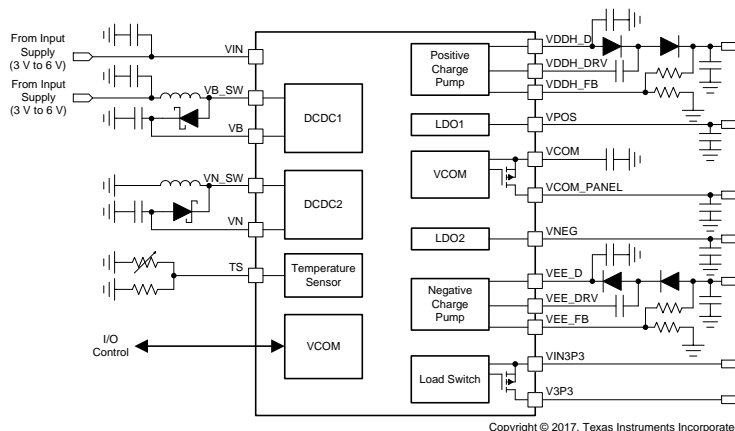 From Input
Supply
(3 V to 6 V)
VIN
From Input
Supply
(3 V to 6 V)
VB_SW
VB
DCDC1
VN_SW
VN
DCDC2
TS
Temperature
Sensor
I/O
Control
VCOM
Positive
Charge
Pump
VDDH_D
VDDH_DRV
VDDH_FB
LDO1
VPOS
VCOM
VCOM
VCOM_PANEL
LDO2
VNEG
Negative
Charge
Pump
VEE_D
VEE_DRV
VEE_FB
Load Switch
VIN3P3
V3P3
Copyright © 2017, Texas Instruments Incorporate